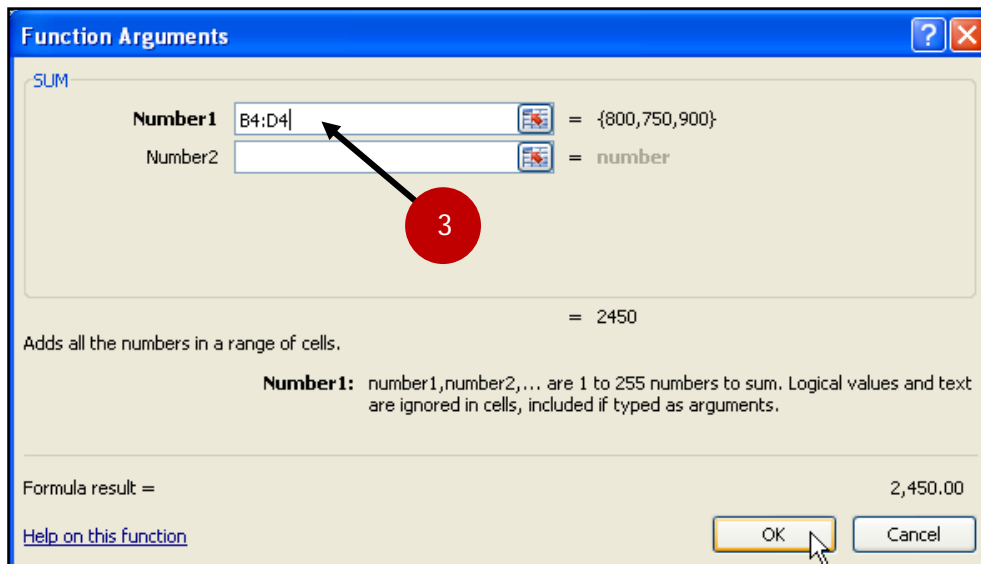 Function Arguments
SUM
Number1 B4:D4 = {800,750,900}
Number2 = number
3
= 2450
Adds all the numbers in a range of cells.
Number1: number1,number2,... are 1 to 255 numbers to sum. Logical values and text
are ignored in cells, included if typed as arguments.
Formula result = 2,450.00
Help on this function OK Cancel